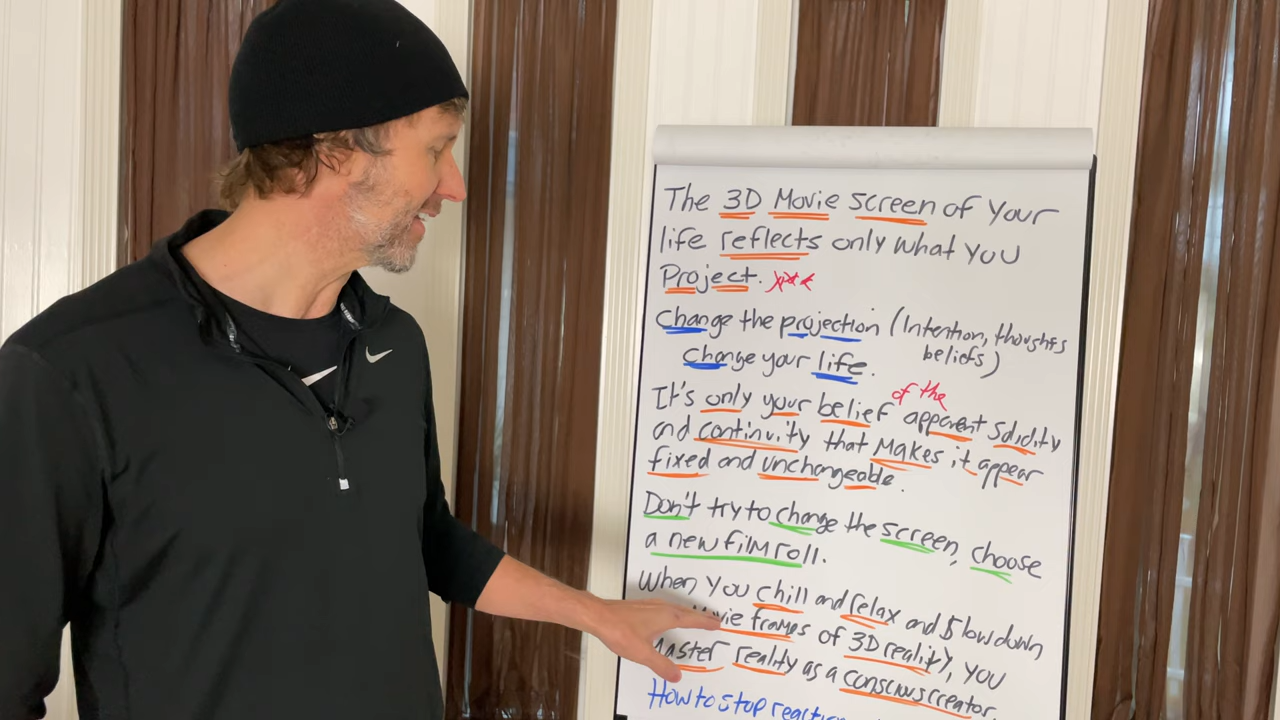 The 3D Movie Screen of Your
life reflects only what you
Project.
Change the projection (Intention, thoughts
beliefs)
Change your life.
of the
It's only your belief apparent Solidity
and continuity that Makes it appear
fixed and unchangeable.
Don't try to change the screen, choose
a new film roll.
When you chill and relax and slow down
frames of 3D reality, you
Master reality as a conscious creator.
How to stop